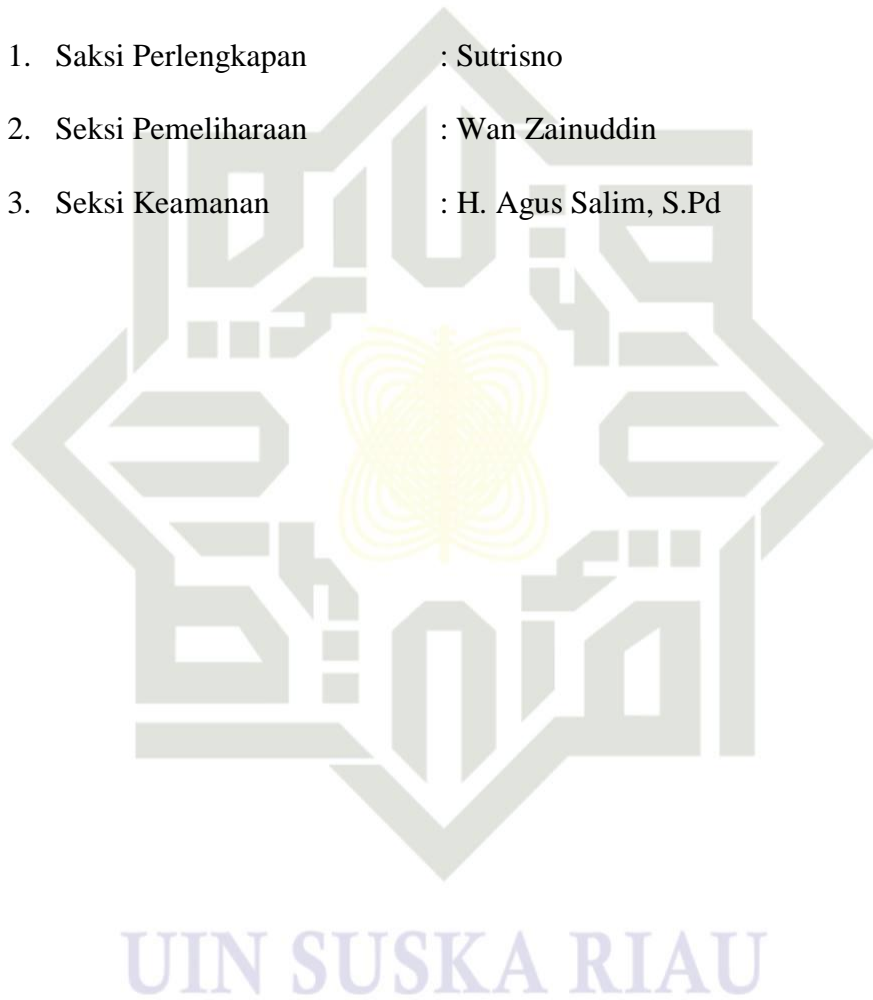 1. Saksi Perlengkapan : Sutrisno
2. Seksi Pemeliharaan : Wan Zainuddin
3. Seksi Keamanan : H. Agus Salim, S.Pd
UIN SUSKA RIAU